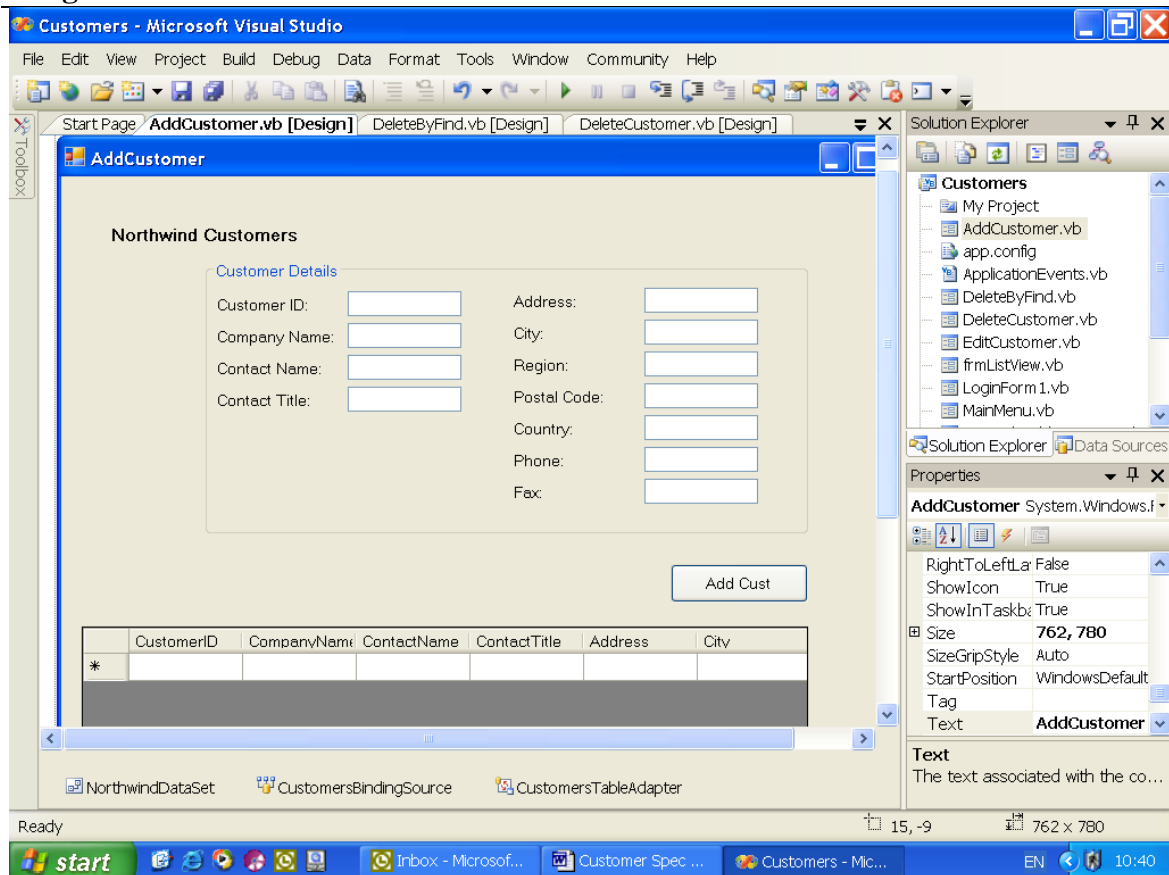 Customers - Microsoft Visual Studio
File Edit View Project Build Debug Data Format Tools Window Community Help
Toolbox
Start Page AddCustomer.vb [Design] DeleteByFind.vb [Design] DeleteCustomer.vb [Design]
AddCustomer
Northwind Customers
Customer Details
Customer ID:
Company Name:
Contact Name:
Contact Title:
Address:
City:
Region:
Postal Code:
Country:
Phone:
Fax:
Add Cust
CustomerID CompanyName ContactName ContactTitle Address City
NorthwindDataSet CustomersBindingSource CustomersTableAdapter
Solution Explorer
Customers
My Project
AddCustomer.vb
app.config
ApplicationEvents.vb
DeleteByFind.vb
DeleteCustomer.vb
EditCustomer.vb
frmListView.vb
LoginForm1.vb
MainMenu.vb
Solution Explorer Data Sources
Properties
AddCustomer System.Windows.F
RightToLeftLa False
ShowIcon True
ShowInTaskba True
Size 762, 780
SizeGripStyle Auto
StartPosition WindowsDefault
Tag
Text AddCustomer
Text
The text associated with the co...
Ready 15, -9 762 x 780
start Inbox - Microsof... Customer Spec ... Customers - Mic... EN 10:40